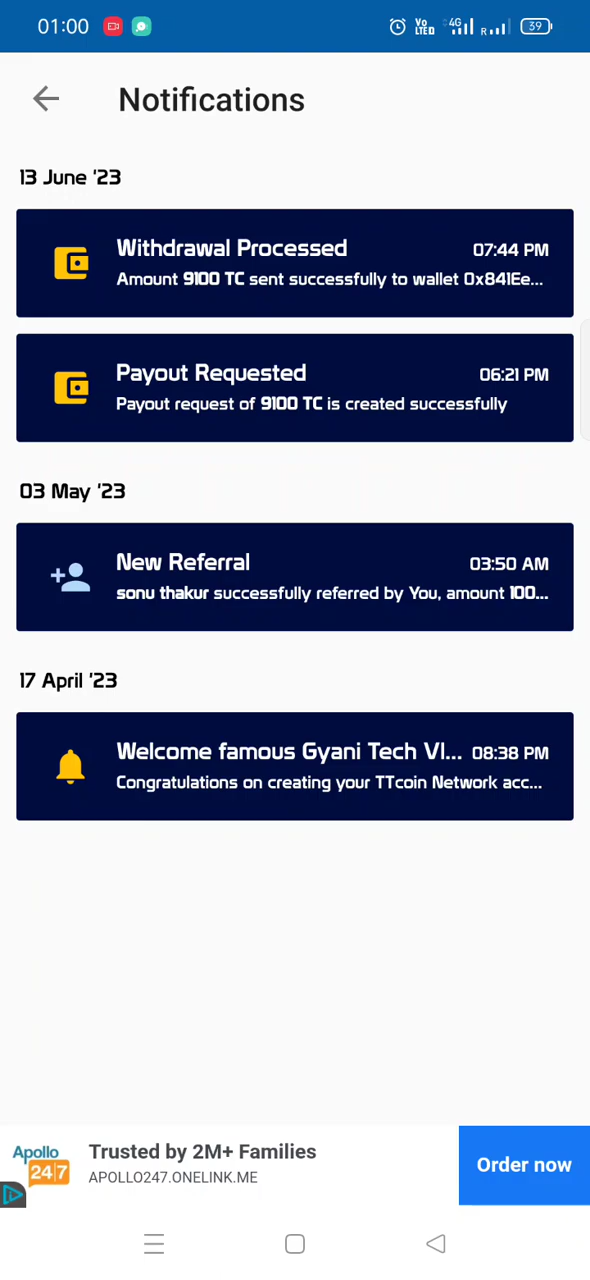 01:00
Vo LTED 4G R 39
Notifications
13 June '23
Withdrawal Processed 07:44 PM
Amount 9100 TC sent successfully to wallet 0x841Ee...
Payout Requested 06:21 PM
Payout request of 9100 TC is created successfully
03 May '23
New Referral 03:50 AM
sonu thakur successfully referred by You, amount 100...
17 April '23
Welcome famous Gyani Tech Vl... 08:38 PM
Congratulations on creating your TTcoin Network acc...
Apollo
24|7
Trusted by 2M+ Families
APOLLO247.ONELINK.ME
Order now